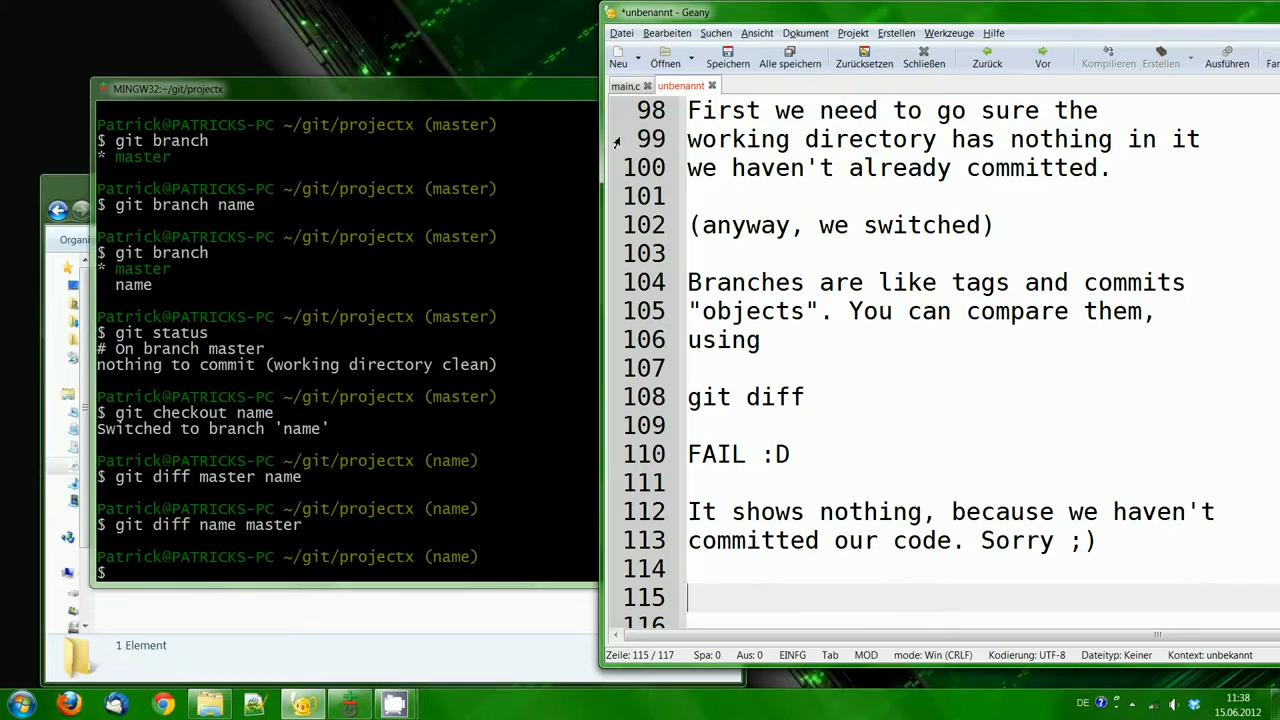 *unbenannt - Geany
Datei Bearbeiten Suchen Ansicht Dokument Projekt Erstellen Werkzeuge Hilfe
Neu Öffnen Speichern Alle speichern Zurücksetzen Schließen Zurück Vor Kompilieren Erstellen Ausführen Far
main.c unbenannt
98 First we need to go sure the
99 working directory has nothing in it
100 we haven't already committed.
101
102 (anyway, we switched)
103
104 Branches are like tags and commits
105 "objects". You can compare them,
106 using
107
108 git diff
109
110 FAIL :D
111
112 It shows nothing, because we haven't
113 committed our code. Sorry ;)
114
115
116
Zeile: 115 / 117 Spa: 0 Aus: 0 EINFG Tab MOD mode: Win (CRLF) Kodierung: UTF-8 Dateityp: Keiner Kontext: unbekannt
MINGW32:~/git/projectx
Patrick@PATRICKS-PC ~/git/projectx (master)
$ git branch
* master
Patrick@PATRICKS-PC ~/git/projectx (master)
$ git branch name
Patrick@PATRICKS-PC ~/git/projectx (master)
$ git branch
* master
name
Patrick@PATRICKS-PC ~/git/projectx (master)
$ git status
# On branch master
nothing to commit (working directory clean)
Patrick@PATRICKS-PC ~/git/projectx (master)
$ git checkout name
Switched to branch 'name'
Patrick@PATRICKS-PC ~/git/projectx (name)
$ git diff master name
Patrick@PATRICKS-PC ~/git/projectx (name)
$ git diff name master
Patrick@PATRICKS-PC ~/git/projectx (name)
$
Organi
1 Element
DE
11:38
15.06.2012